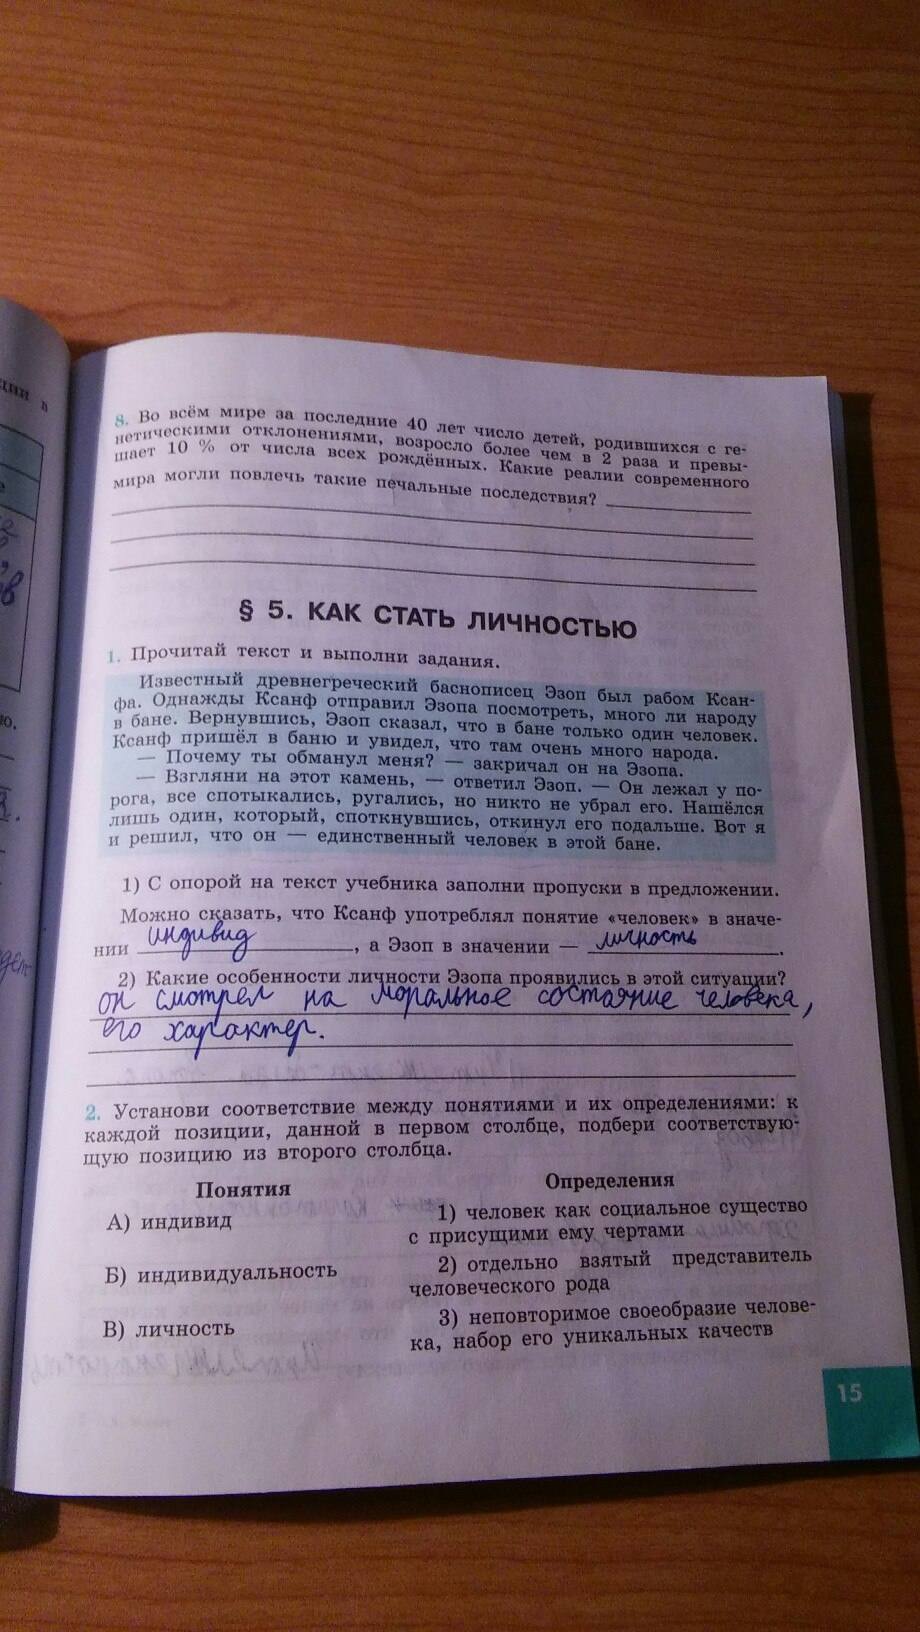 8. Во всём мире за последние 40 лет число детей, родившихся с ге-
нетическими отклонениями, возросло более чем в 2 раза и превы-
шает 10 % от числа всех рождённых. Какие реалии современного
мира могли повлечь такие печальные последствия?
§ 5. КАК СТАТЬ ЛИЧНОСТЬЮ
1. Прочитай текст и выполни задания.
Известный древнегреческий баснописец Эзоп был рабом Ксан-
фа. Однажды Ксанф отправил Эзопа посмотреть, много ли народу
в бане. Вернувшись, Эзоп сказал, что в бане только один человек.
Ксанф пришёл в баню и увидел, что там очень много народа.
— Почему ты обманул меня? — закричал он на Эзопа.
— Взгляни на этот камень, — ответил Эзоп. — Он лежал у по-
рога, все спотыкались, ругались, но никто не убрал его. Нашёлся
лишь один, который, споткнувшись, откинул его подальше. Вот я
и решил, что он — единственный человек в этой бане.
1) С опорой на текст учебника заполни пропуски в предложении.
Можно сказать, что Ксанф употреблял понятие «человек» в значе-
нии индивид, а Эзоп в значении — личность.
2) Какие особенности личности Эзопа проявились в этой ситуации?
он смотрел на моральное состояние человека,
его характер.
2. Установи соответствие между понятиями и их определениями: к
каждой позиции, данной в первом столбце, подбери соответствую-
щую позицию из второго столбца.
Понятия
А) индивид
Б) индивидуальность
В) личность
Определения
1) человек как социальное существо
с присущими ему чертами
2) отдельно взятый представитель
человеческого рода
3) неповторимое своеобразие челове-
ка, набор его уникальных качеств
15